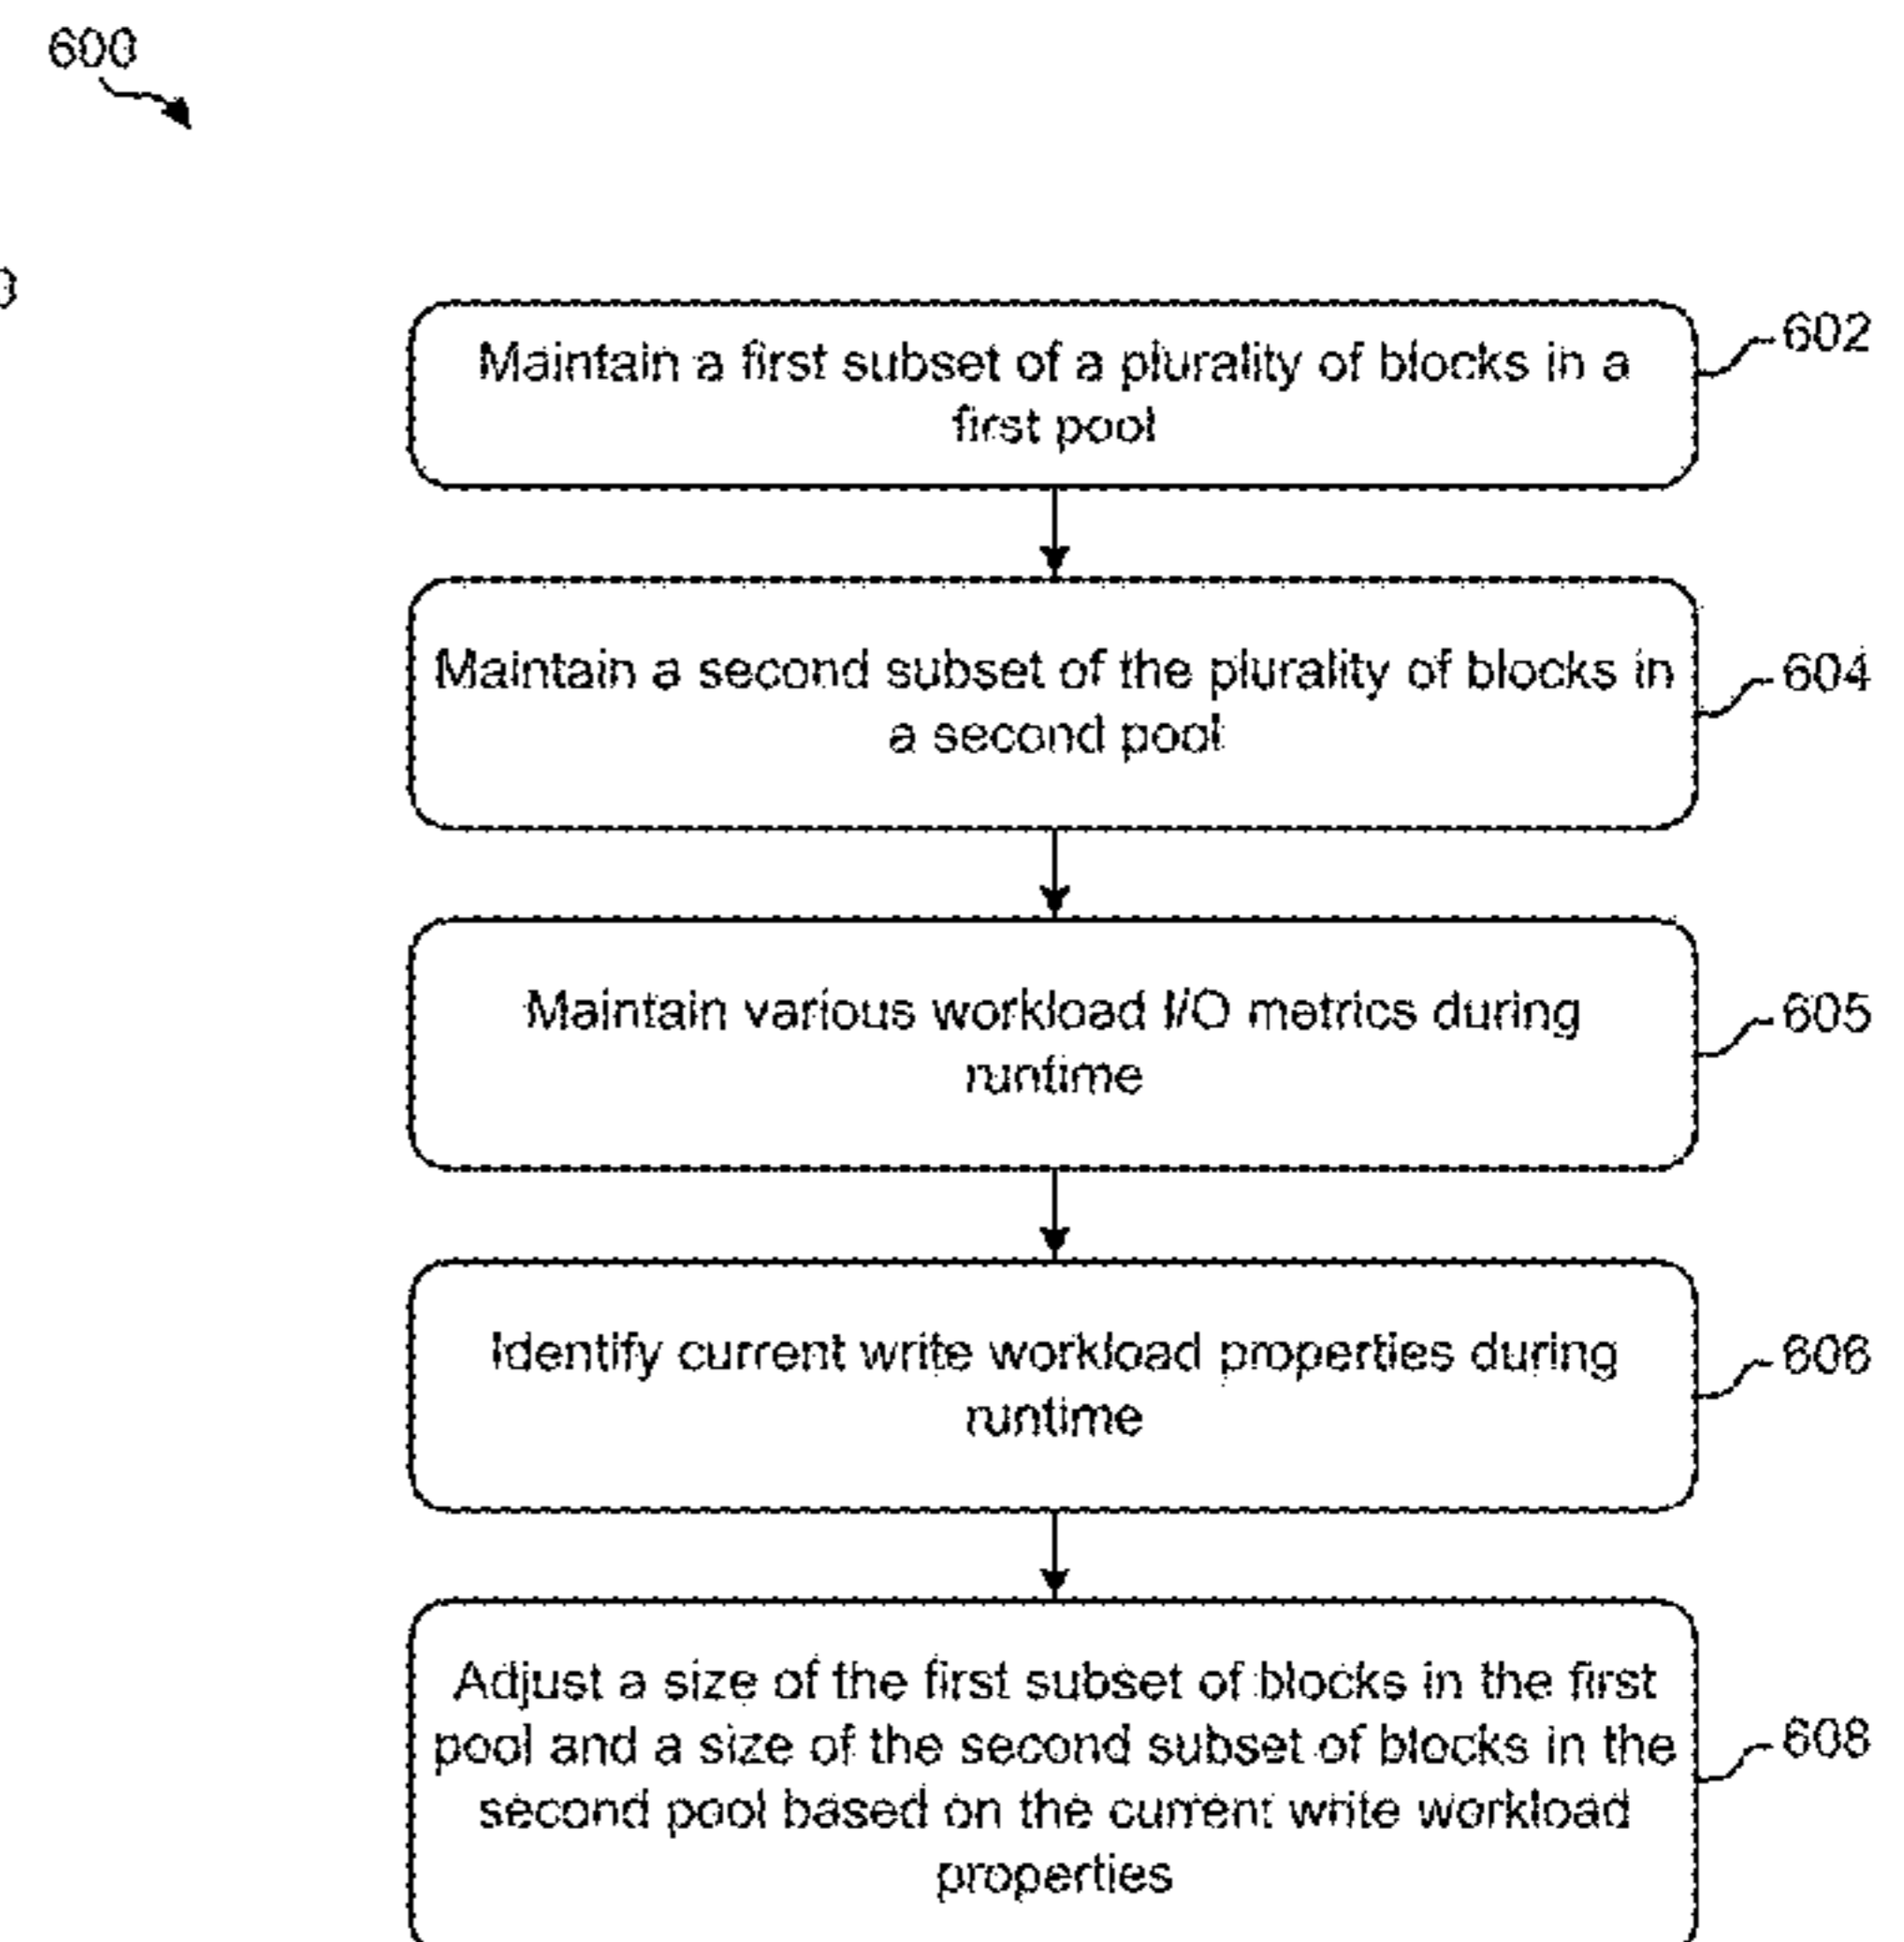 600
Maintain a first subset of a plurality of blocks in a
first pool
602
Maintain a second subset of the plurality of blocks in
a second pool
604
Maintain various workload I/O metrics during
runtime
605
Identify current write workload properties during
runtime
606
Adjust a size of the first subset of blocks in the first
pool and a size of the second subset of blocks in the
second pool based on the current write workload
properties
608